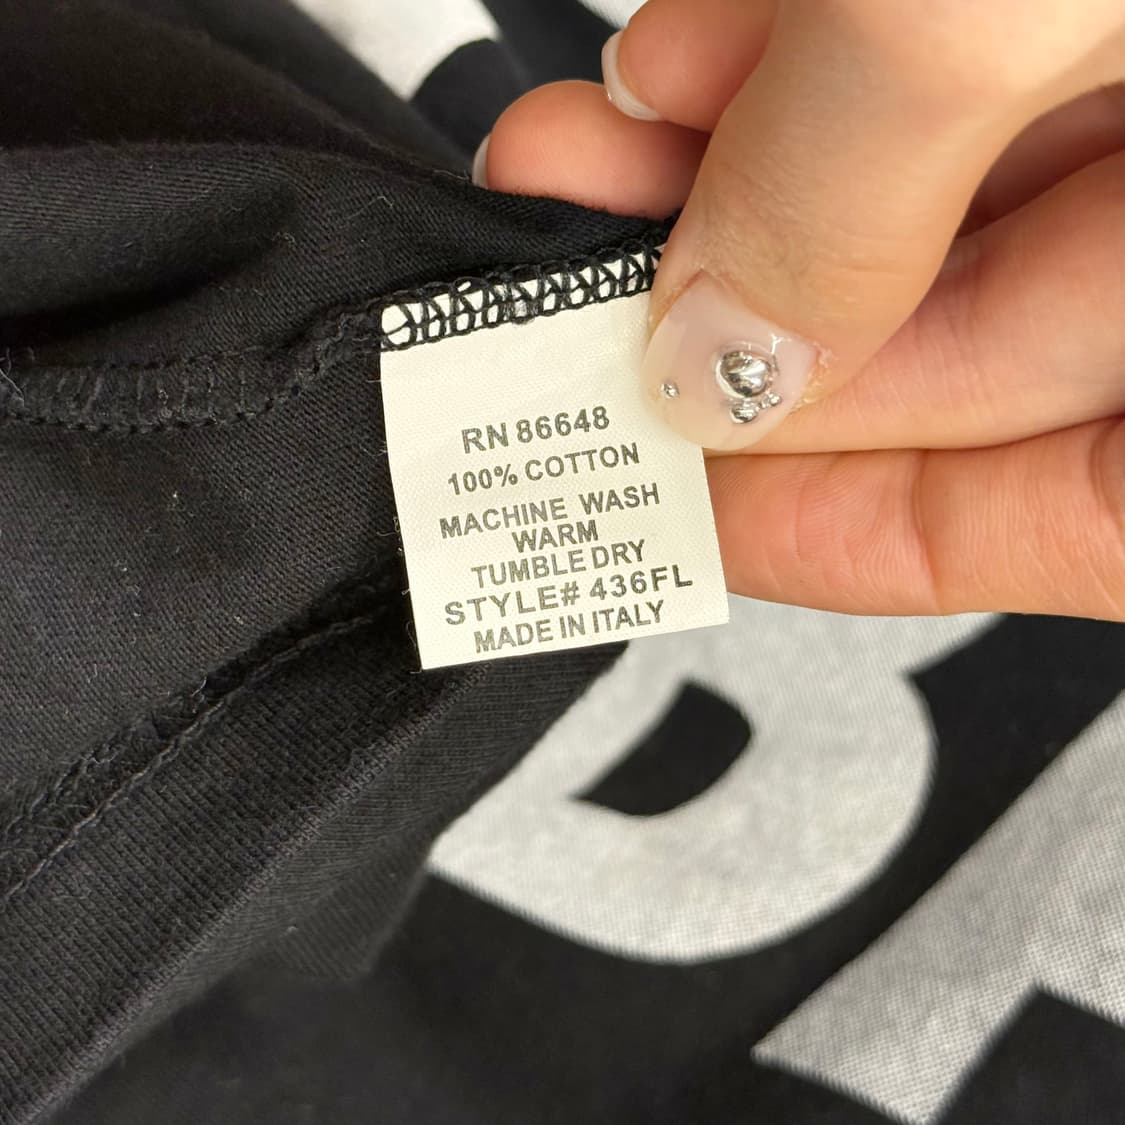 RN 86648
100% COTTON
MACHINE WASH
WARM
TUMBLE DRY
STYLE# 436FL
MADE IN ITALY